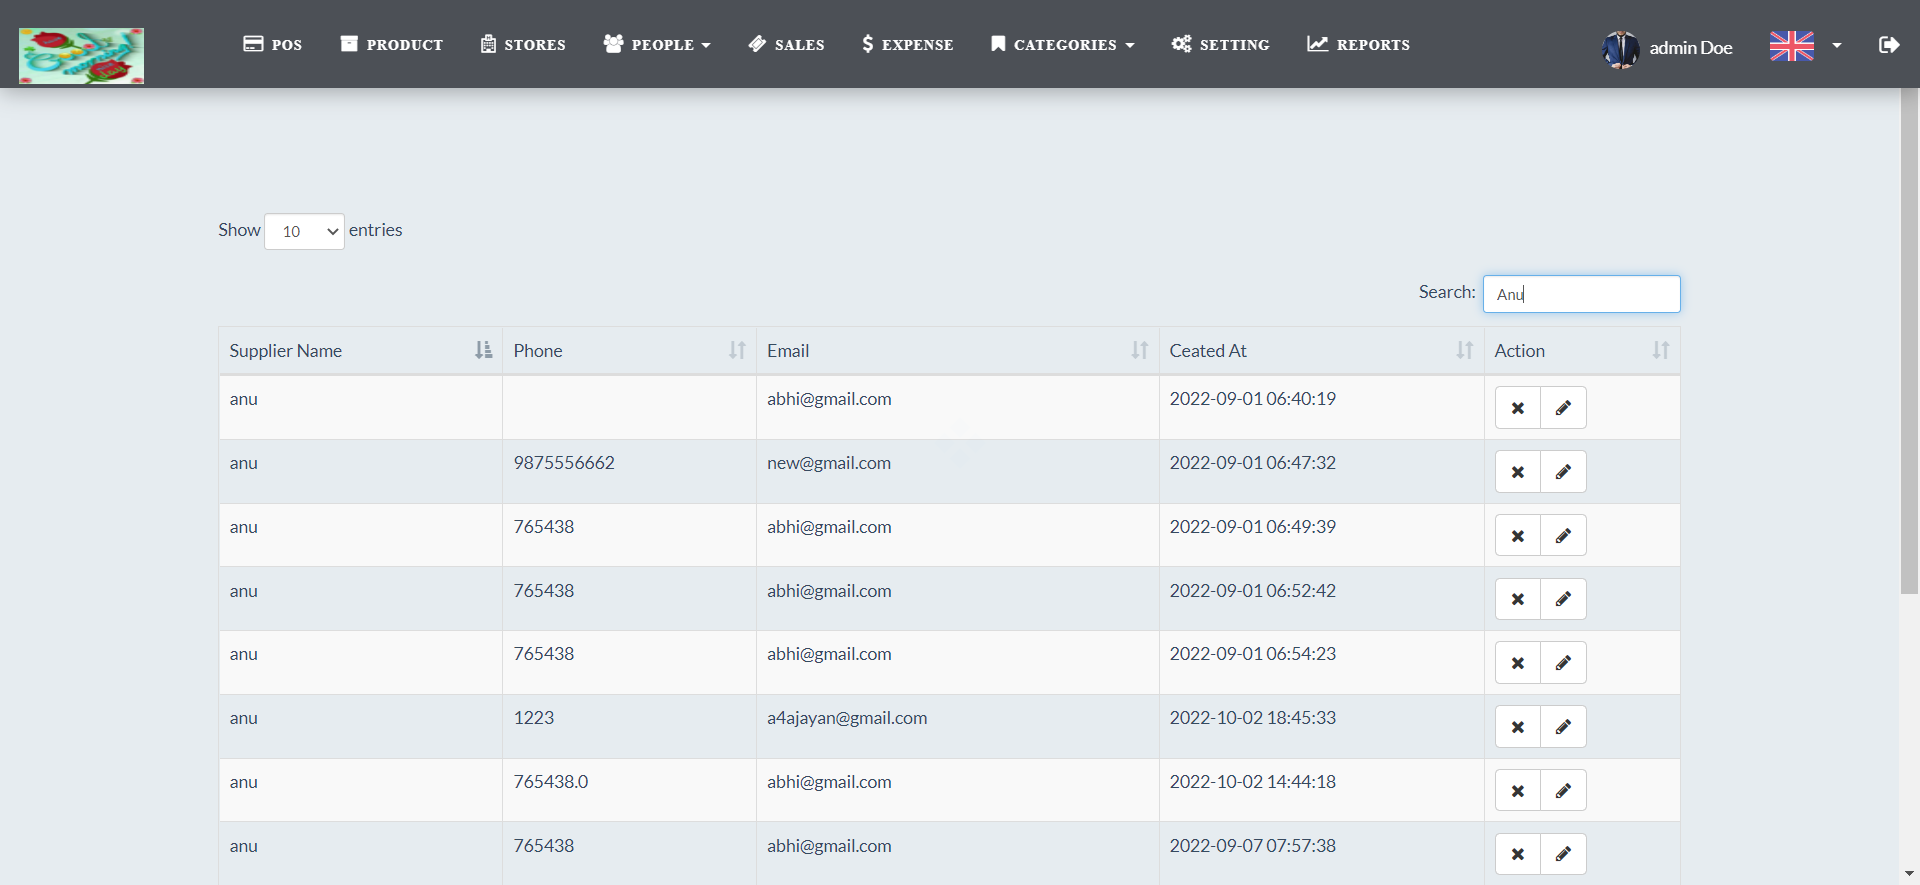 POS PRODUCT STORES PEOPLE SALES EXPENSE CATEGORIES SETTING REPORTS admin Doe
Show 10 entries
Search: Anu
Supplier Name Phone Email Ceated At Action
anu abhi@gmail.com 2022-09-01 06:40:19
anu 9875556662 new@gmail.com 2022-09-01 06:47:32
anu 765438 abhi@gmail.com 2022-09-01 06:49:39
anu 765438 abhi@gmail.com 2022-09-01 06:52:42
anu 765438 abhi@gmail.com 2022-09-01 06:54:23
anu 1223 a4ajayan@gmail.com 2022-10-02 18:45:33
anu 765438.0 abhi@gmail.com 2022-10-02 14:44:18
anu 765438 abhi@gmail.com 2022-09-07 07:57:38